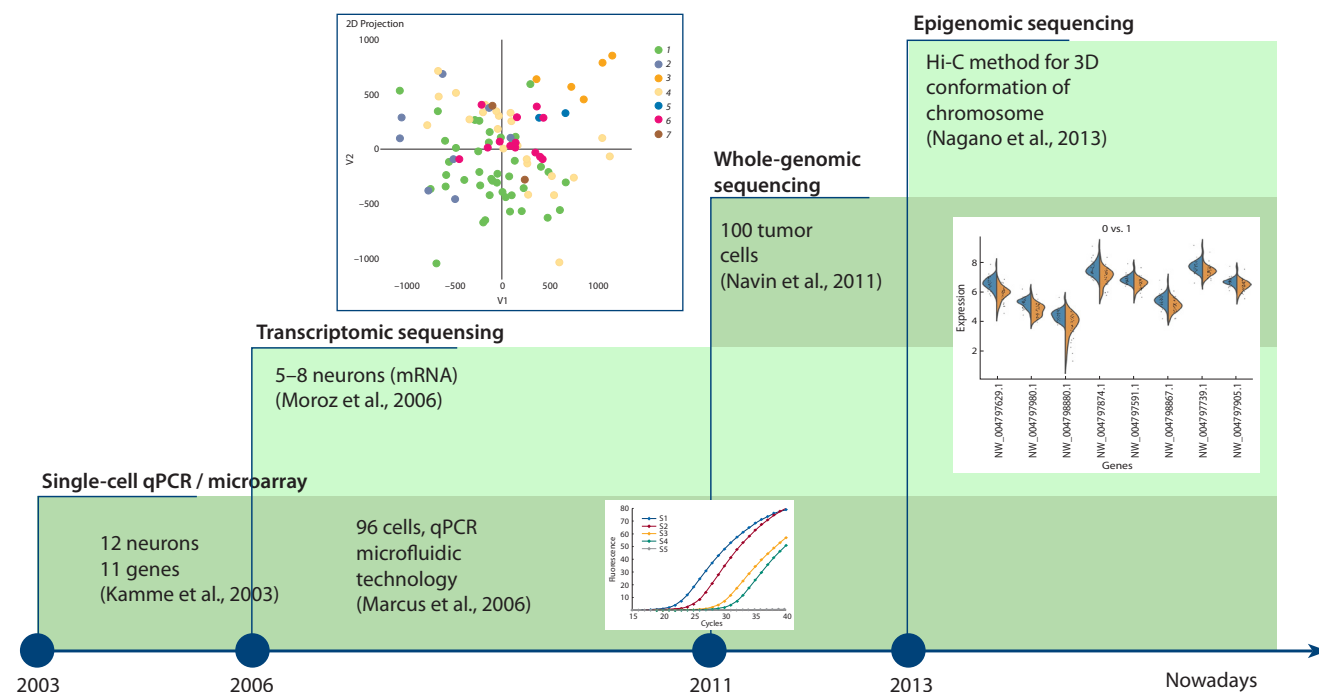 Epigenomic sequencing
Hi-C method for 3D
conformation of
chromosome
(Nagano et al., 2013)
2D Projection
1000
500
0
−500
−1000
V2
−1000
−500
0
500
1000
V1
1
2
3
4
5
6
7
Whole-genomic
sequencing
100 tumor
cells
(Navin et al., 2011)
0 vs. 1
8
6
4
2
Expression
NW_004797629.1
NW_004797980.1
NW_004798880.1
NW_004797874.1
NW_004797591.1
NW_004798867.1
NW_004797739.1
NW_004797905.1
Genes
Transcriptomic sequensing
5–8 neurons (mRNA)
(Moroz et al., 2006)
Single-cell qPCR / microarray
12 neurons
11 genes
(Kamme et al., 2003)
96 cells, qPCR
microfluidic
technology
(Marcus et al., 2006)
80
70
60
50
40
30
20
10
Fluorescence
S1
S2
S3
S4
S5
15
20
25
30
35
40
Cycles
2003
2006
2011
2013
Nowadays